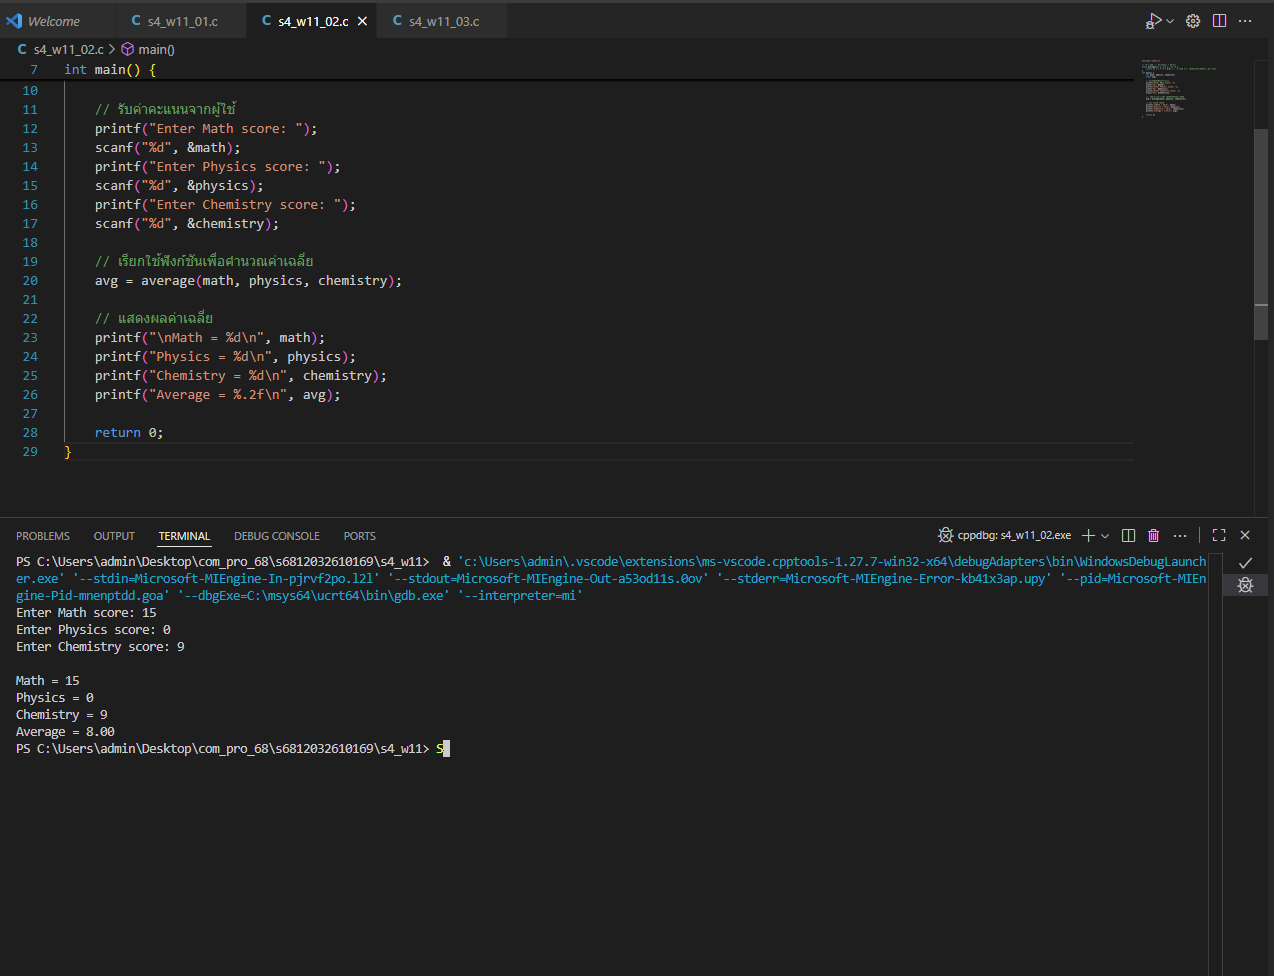 Welcome
C s4_w11_01.c
C s4_w11_02.c
C s4_w11_03.c
C s4_w11_02.c > main()
7 int main() {
10
11 // รับค่าคะแนนจากผู้ใช้
12 printf("Enter Math score: ");
13 scanf("%d", &math);
14 printf("Enter Physics score: ");
15 scanf("%d", &physics);
16 printf("Enter Chemistry score: ");
17 scanf("%d", &chemistry);
18
19 // เรียกใช้ฟังก์ชันเพื่อคำนวณค่าเฉลี่ย
20 avg = average(math, physics, chemistry);
21
22 // แสดงผลค่าเฉลี่ย
23 printf("\nMath = %d\n", math);
24 printf("Physics = %d\n", physics);
25 printf("Chemistry = %d\n", chemistry);
26 printf("Average = %.2f\n", avg);
27
28 return 0;
29 }
PROBLEMS OUTPUT TERMINAL DEBUG CONSOLE PORTS
cppdbg: s4_w11_02.exe
PS C:\Users\admin\Desktop\com_pro_68\s6812032610169\s4_w11> & 'c:\Users\admin\.vscode\extensions\ms-vscode.cpptools-1.27.7-win32-x64\debugAdapters\bin\WindowsDebugLaunch
er.exe' '--stdin=Microsoft-MIEngine-In-pjrvf2po.l2l' '--stdout=Microsoft-MIEngine-Out-a53od11s.0ov' '--stderr=Microsoft-MIEngine-Error-kb41x3ap.upy' '--pid=Microsoft-MIEn
gine-Pid-mnenptdd.goa' '--dbgExe=C:\msys64\ucrt64\bin\gdb.exe' '--interpreter=mi'
Enter Math score: 15
Enter Physics score: 0
Enter Chemistry score: 9
Math = 15
Physics = 0
Chemistry = 9
Average = 8.00
PS C:\Users\admin\Desktop\com_pro_68\s6812032610169\s4_w11> S